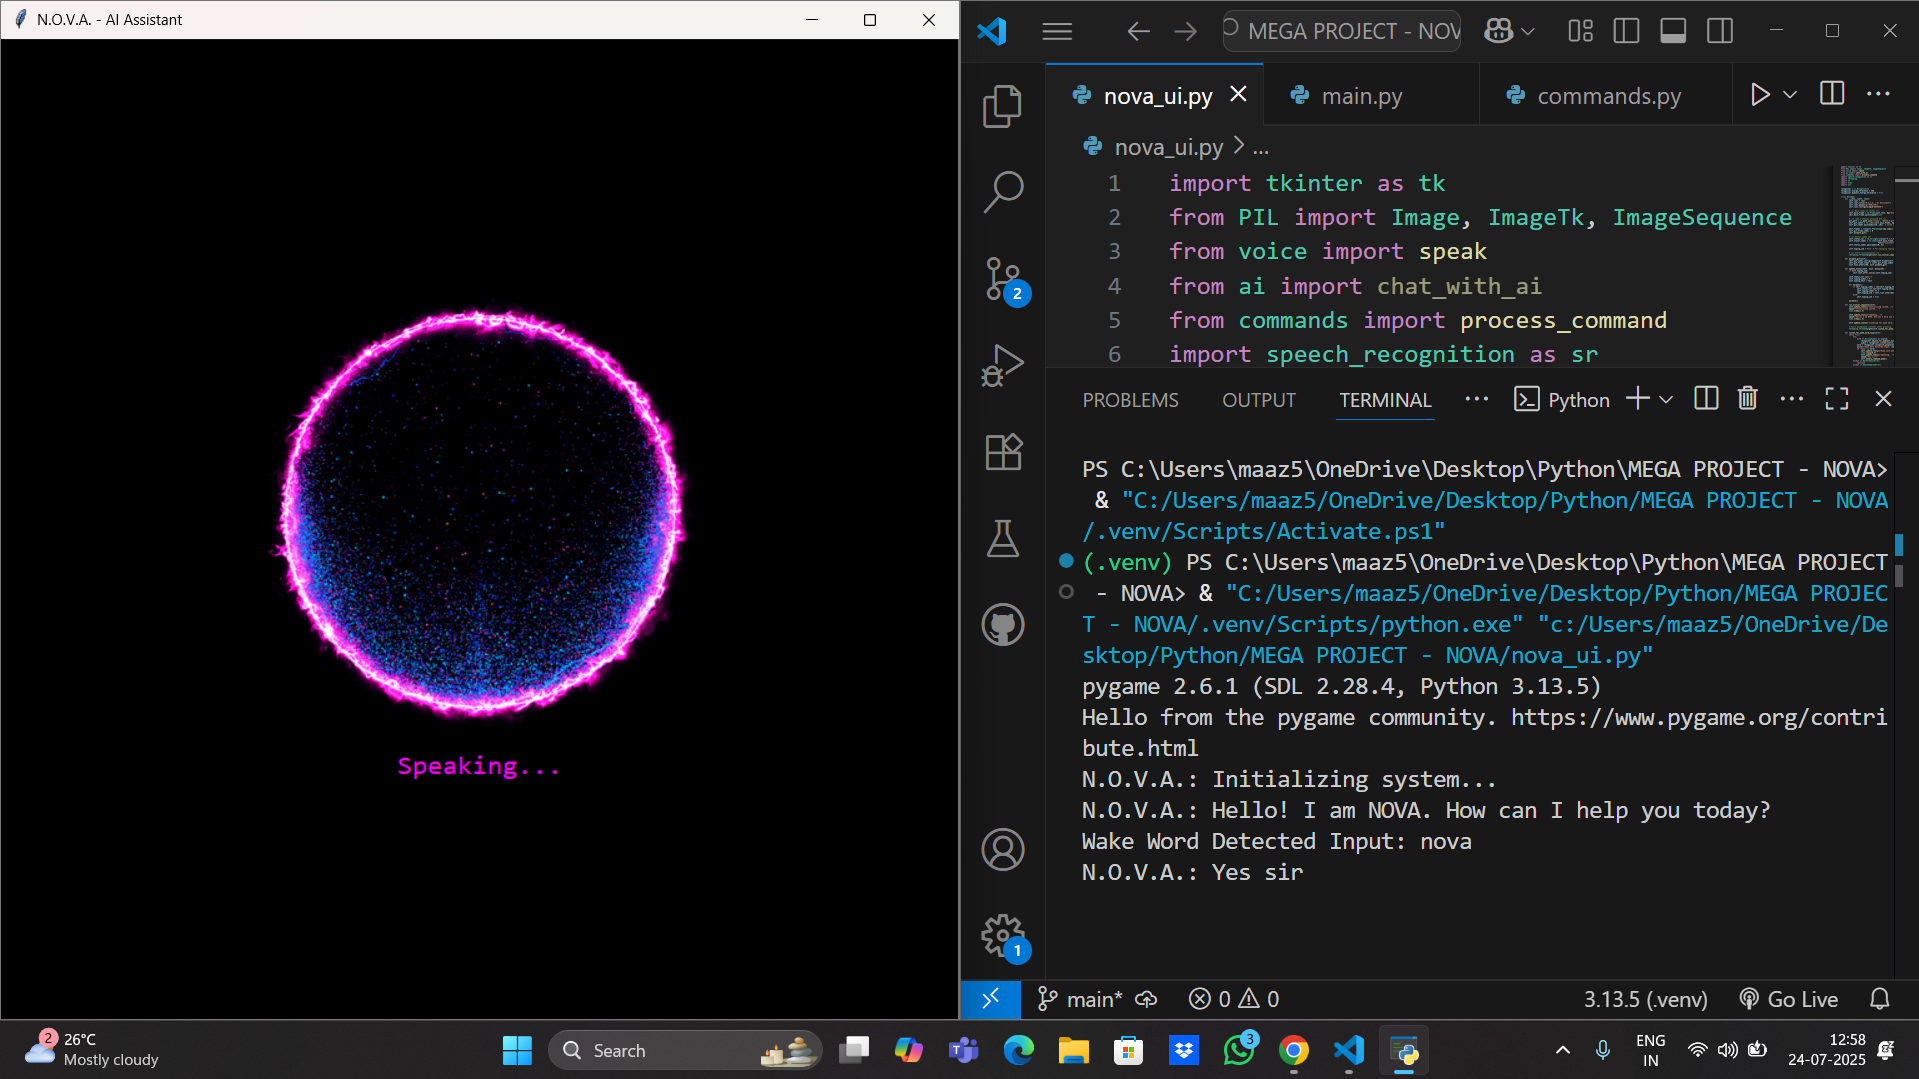 N.O.V.A. - AI Assistant
Speaking...
MEGA PROJECT - NOV
nova_ui.py
main.py
commands.py
nova_ui.py > ...
1 import tkinter as tk
2 from PIL import Image, ImageTk, ImageSequence
3 from voice import speak
4 from ai import chat_with_ai
5 from commands import process_command
6 import speech_recognition as sr
PROBLEMS OUTPUT TERMINAL ... Python
PS C:\Users\maaz5\OneDrive\Desktop\Python\MEGA PROJECT - NOVA>
& "C:/Users/maaz5/OneDrive/Desktop/Python/MEGA PROJECT - NOVA
/.venv/Scripts/Activate.ps1"
(.venv) PS C:\Users\maaz5\OneDrive\Desktop\Python\MEGA PROJECT
- NOVA> & "C:/Users/maaz5/OneDrive/Desktop/Python/MEGA PROJEC
T - NOVA/.venv/Scripts/python.exe" "c:/Users/maaz5/OneDrive/De
sktop/Python/MEGA PROJECT - NOVA/nova_ui.py"
pygame 2.6.1 (SDL 2.28.4, Python 3.13.5)
Hello from the pygame community. https://www.pygame.org/contri
bute.html
N.O.V.A.: Initializing system...
N.O.V.A.: Hello! I am NOVA. How can I help you today?
Wake Word Detected Input: nova
N.O.V.A.: Yes sir
2
1
main* 0 0 3.13.5 (.venv) Go Live
2
26°C
Mostly cloudy
Search
3
ENG
IN
12:58
24-07-2025